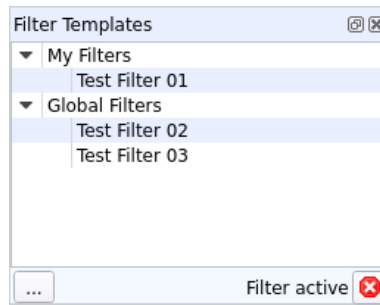 Filter Templates
My Filters
Test Filter 01
Global Filters
Test Filter 02
Test Filter 03
... Filter active